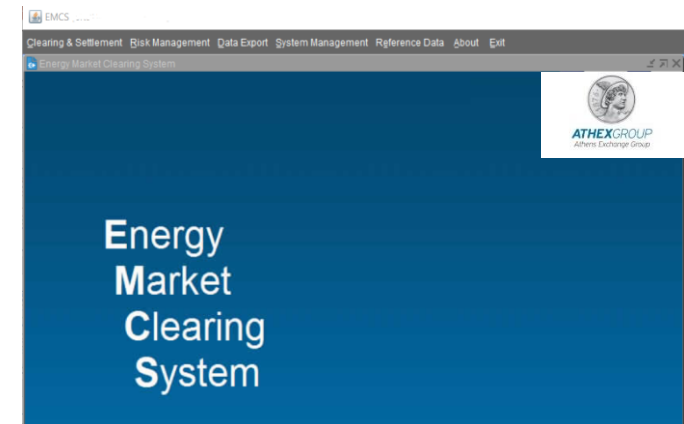 EMCS
Clearing & Settlement Risk Management Data Export System Management Reference Data About Exit
Energy Market Clearing System
ATHEXGROUP
Athens Exchange Group
Energy
Market
Clearing
System